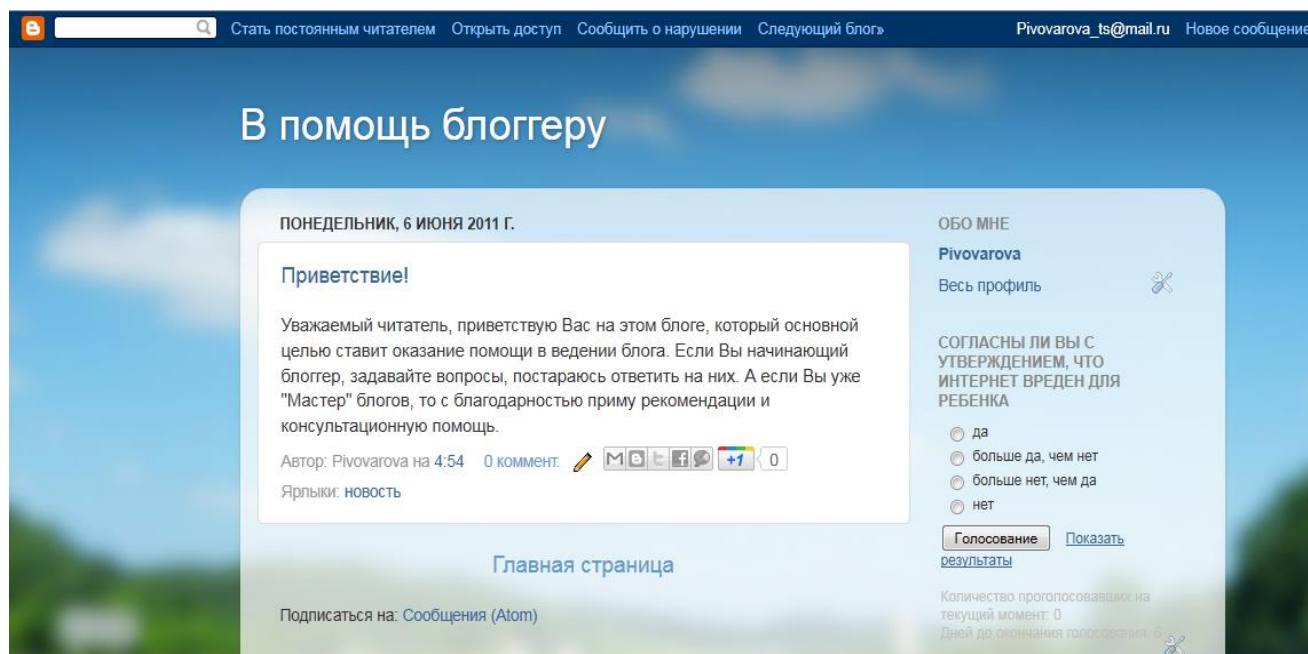 Стать постоянным читателем Открыть доступ Сообщить о нарушении Следующий блог» Pivovarova_ts@mail.ru Новое сообщение
В помощь блоггеру
ПОНЕДЕЛЬНИК, 6 ИЮНЯ 2011 Г.
Приветствие!
Уважаемый читатель, приветствую Вас на этом блоге, который основной
целью ставит оказание помощи в ведении блога. Если Вы начинающий
блоггер, задавайте вопросы, постараюсь ответить на них. А если Вы уже
"Мастер" блогов, то с благодарностью приму рекомендации и
консультационную помощь.
Автор: Pivovarova на 4:54 0 коммент. +1 0
Ярлыки: новость
Главная страница
Подписаться на: Сообщения (Atom)
ОБО МНЕ
Pivovarova
Весь профиль
СОГЛАСНЫ ЛИ ВЫ С
УТВЕРЖДЕНИЕМ, ЧТО
ИНТЕРНЕТ ВРЕДЕН ДЛЯ
РЕБЕНКА
да
больше да, чем нет
больше нет, чем да
нет
Голосование Показать
результаты
Количество проголосовавших на
текущий момент: 0
Дней до окончания голосования: 6